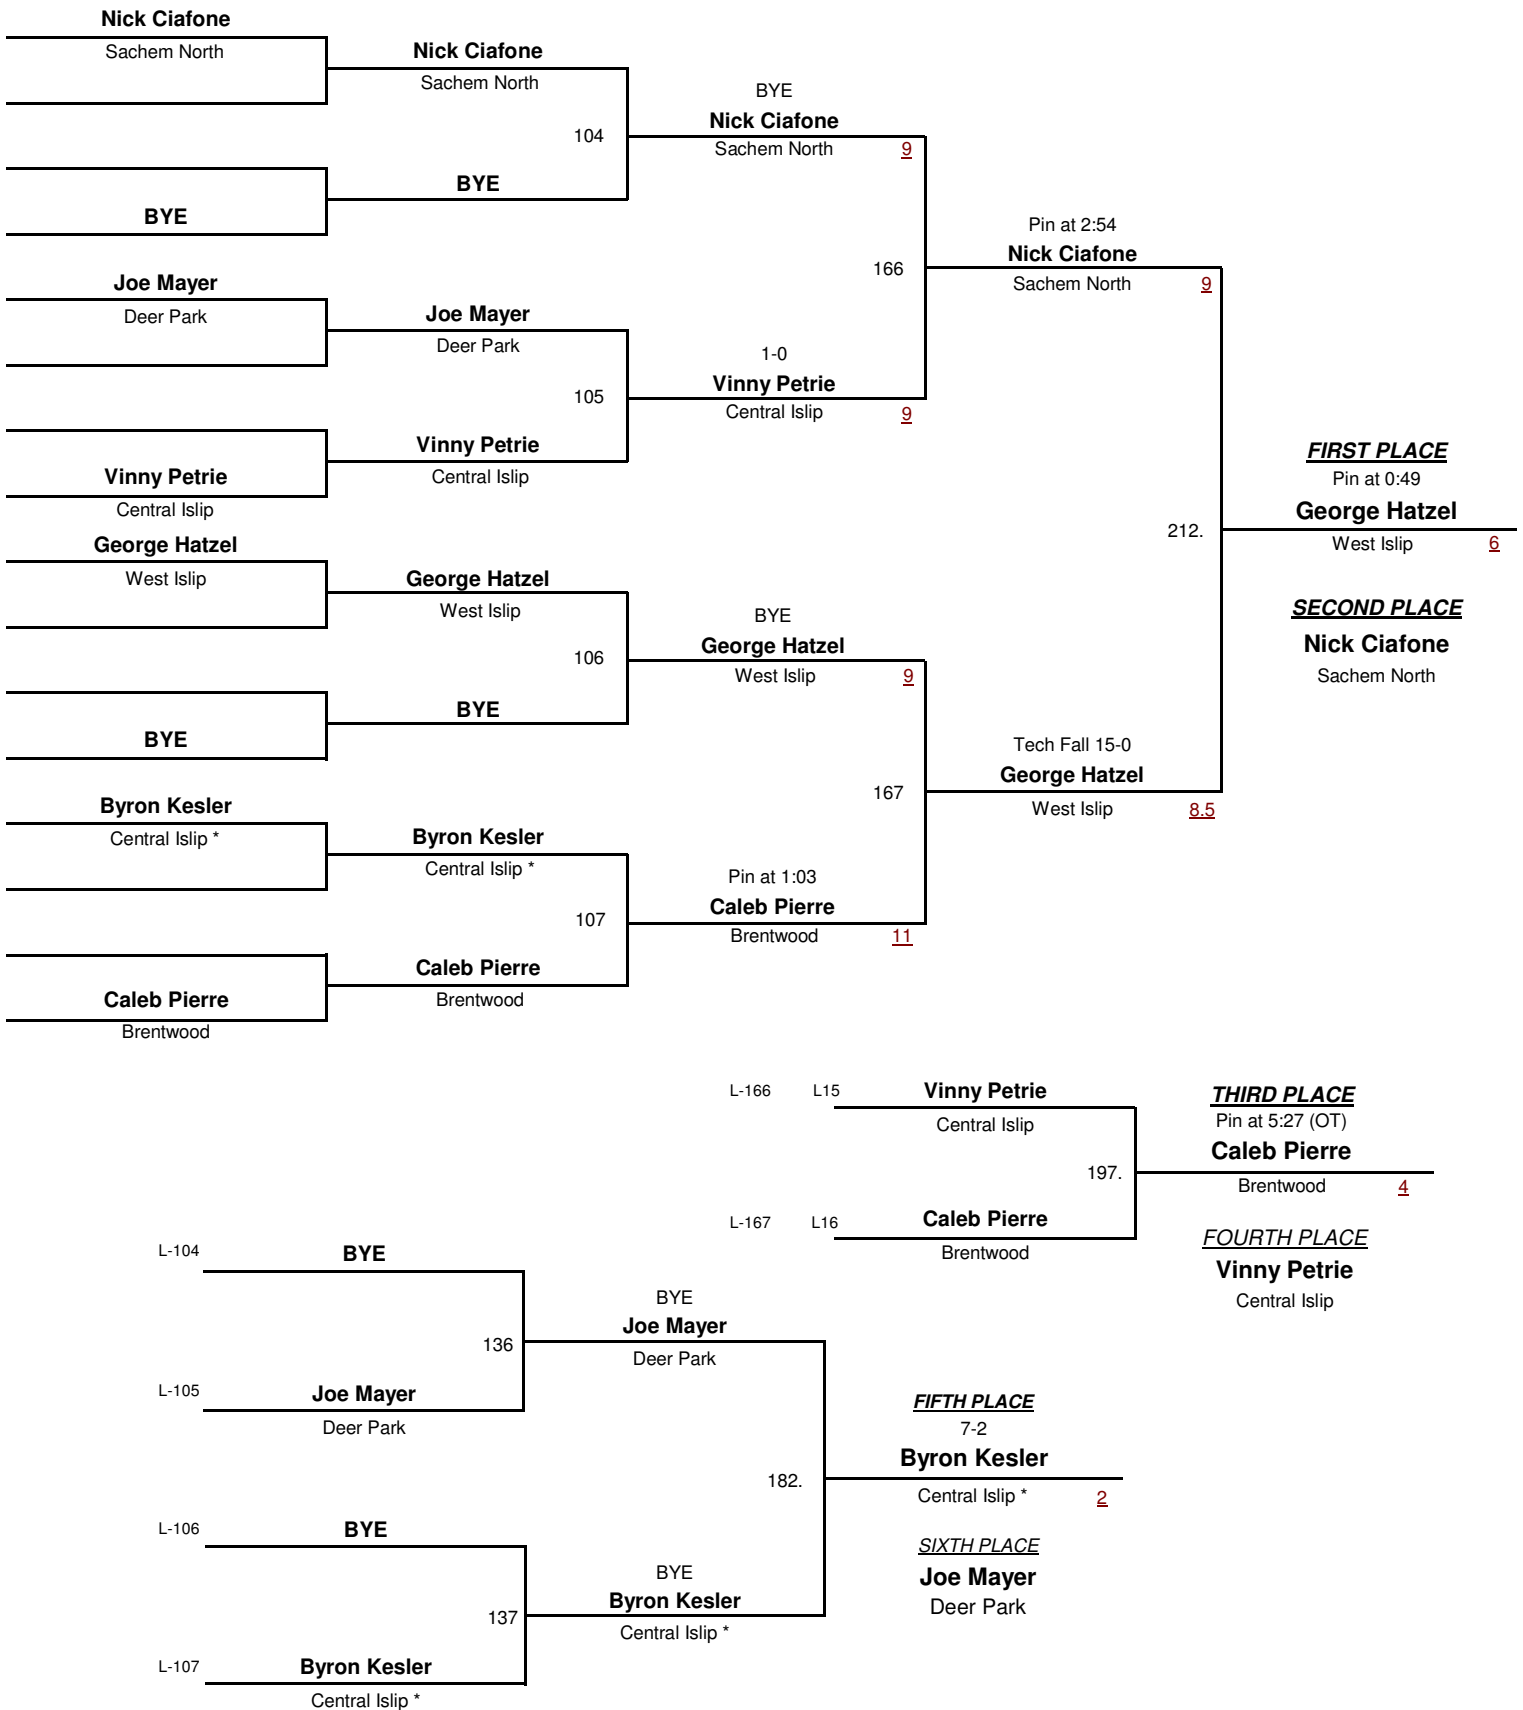 Nick Ciafone
Sachem North
Nick Ciafone
Sachem North
104
BYE
Nick Ciafone
Sachem North
9
BYE
BYE
Joe Mayer
Deer Park
Joe Mayer
Deer Park
105
1-0
Vinny Petrie
Central Islip
9
Vinny Petrie
Central Islip
Vinny Petrie
Central Islip
166
Pin at 2:54
Nick Ciafone
Sachem North
9
George Hatzel
West Islip
George Hatzel
West Islip
106
BYE
George Hatzel
West Islip
9
BYE
BYE
Byron Kesler
Central Islip *
Byron Kesler
Central Islip *
107
Pin at 1:03
Caleb Pierre
Brentwood
11
Caleb Pierre
Brentwood
Caleb Pierre
Brentwood
167
Tech Fall 15-0
George Hatzel
West Islip
8.5
212.
FIRST PLACE
Pin at 0:49
George Hatzel
West Islip
6
SECOND PLACE
Nick Ciafone
Sachem North
L-166
L15
Vinny Petrie
Central Islip
197.
L-167
L16
Caleb Pierre
Brentwood
THIRD PLACE
Pin at 5:27 (OT)
Caleb Pierre
Brentwood
4
FOURTH PLACE
Vinny Petrie
Central Islip
L-104
BYE
136
L-105
Joe Mayer
Deer Park
BYE
Joe Mayer
Deer Park
L-106
BYE
137
L-107
Byron Kesler
Central Islip *
BYE
Byron Kesler
Central Islip *
182.
FIFTH PLACE
7-2
Byron Kesler
Central Islip *
2
SIXTH PLACE
Joe Mayer
Deer Park